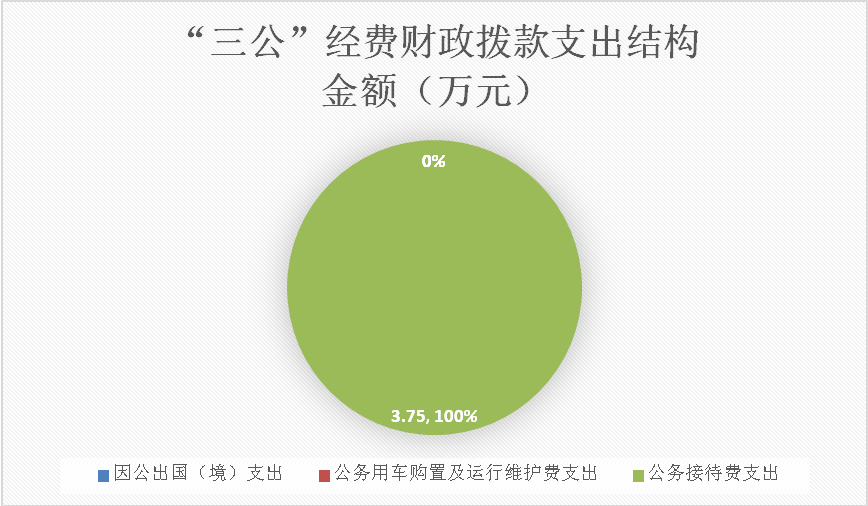 “三公”经费财政拨款支出结构
金额（万元）
0%
3.75, 100%
因公出国（境）支出 公务用车购置及运行维护费支出 公务接待费支出